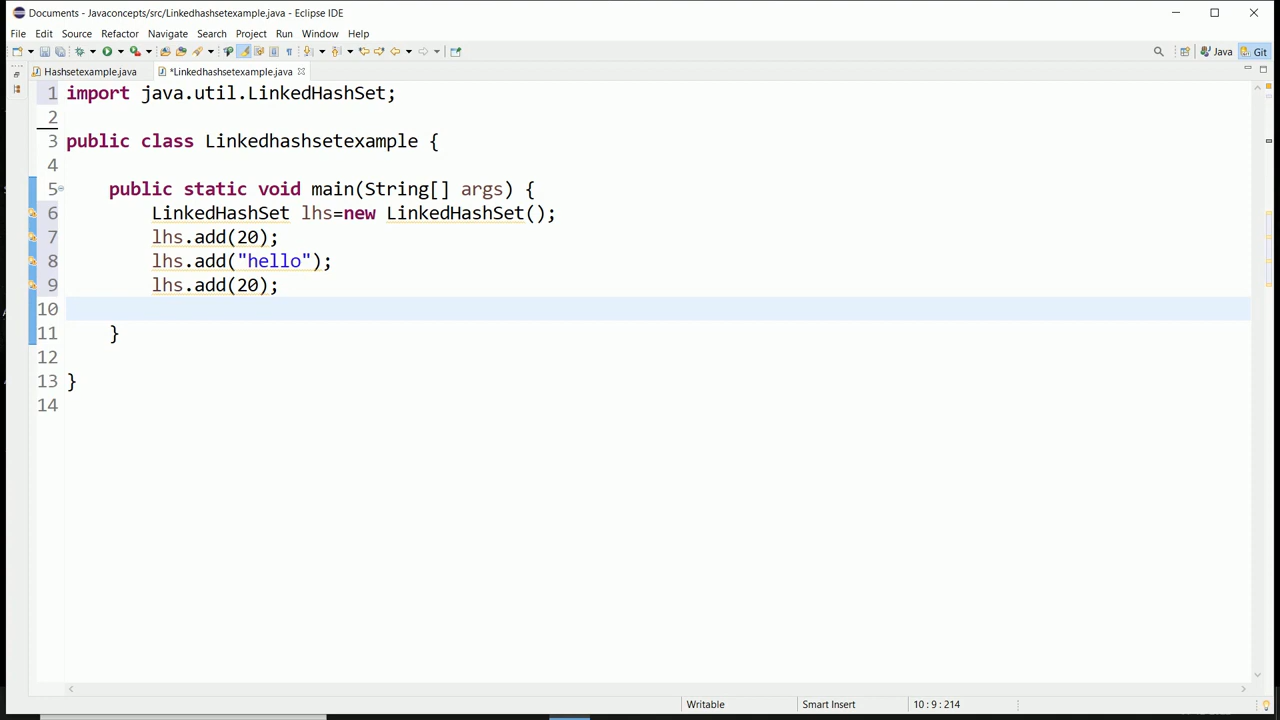 Documents - Javaconcepts/src/Linkedhashsetexample.java - Eclipse IDE
File Edit Source Refactor Navigate Search Project Run Window Help
Java Git
Hashsetexample.java *Linkedhashsetexample.java
1 import java.util.LinkedHashSet;
2
3 public class Linkedhashsetexample {
4
5 public static void main(String[] args) {
6 LinkedHashSet lhs=new LinkedHashSet();
7 lhs.add(20);
8 lhs.add("hello");
9 lhs.add(20);
10
11 }
12
13 }
14
Writable Smart Insert 10 : 9 : 214